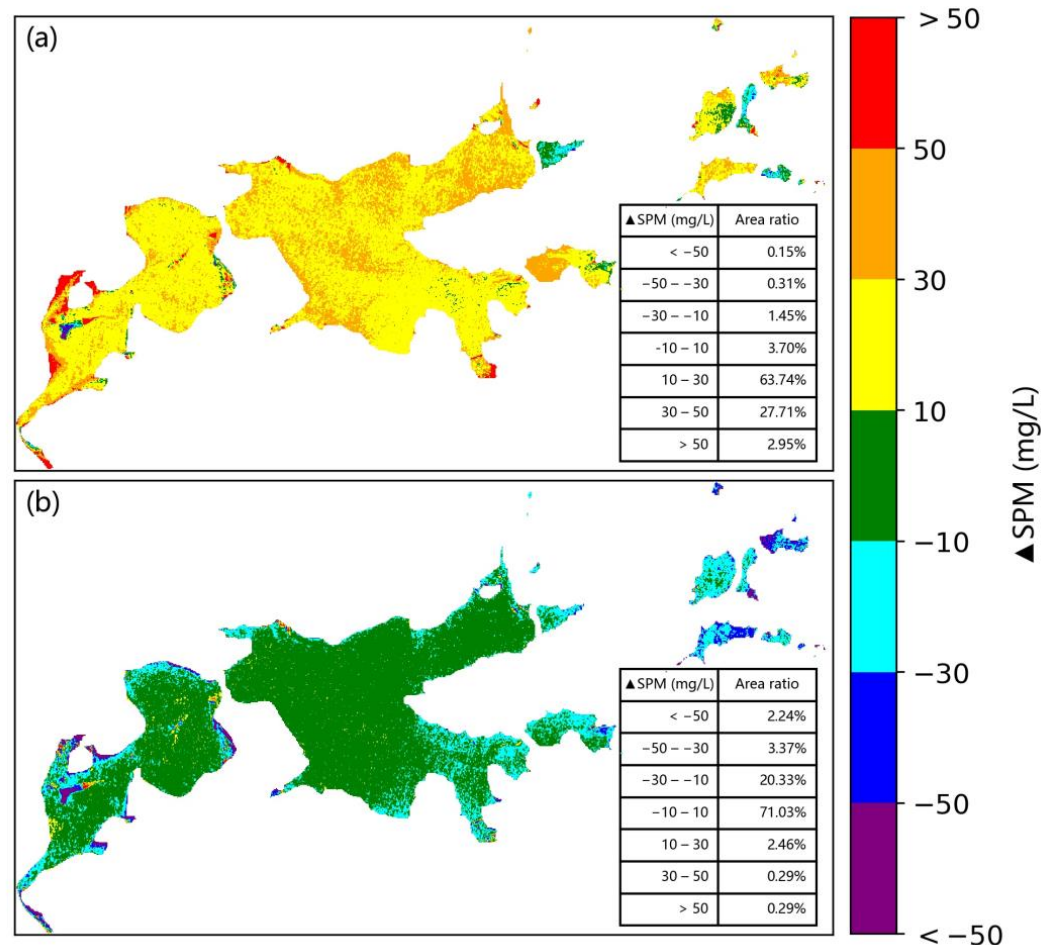 (a)
▲SPM (mg/L) Area ratio
< −50 0.15%
−50 – −30 0.31%
−30 – −10 1.45%
-10 – 10 3.70%
10 – 30 63.74%
30 – 50 27.71%
> 50 2.95%
(b)
▲SPM (mg/L) Area ratio
< −50 2.24%
−50 – −30 3.37%
−30 – −10 20.33%
−10 – 10 71.03%
10 – 30 2.46%
30 – 50 0.29%
> 50 0.29%
> 50
50
30
10
−10
−30
−50
< −50
▲SPM (mg/L)